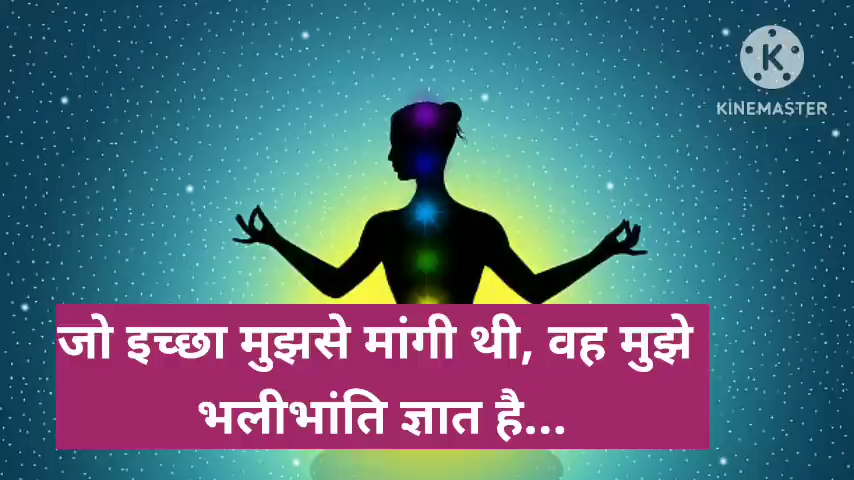 KINEMASTER
जो इच्छा मुझसे मांगी थी, वह मुझे
भलीभांति ज्ञात है...